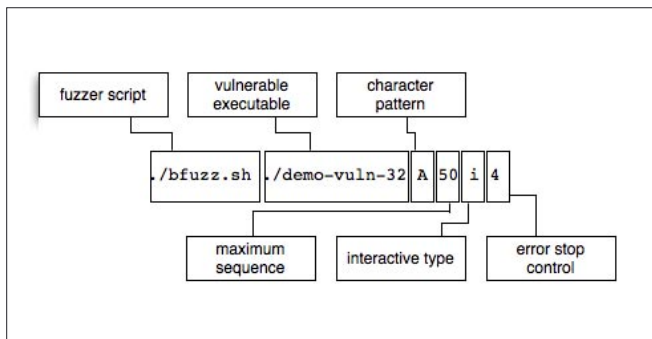 fuzzer script
vulnerable
executable
character
pattern
./bfuzz.sh ./demo-vuln-32 A 50 i 4
maximum
sequence
interactive type
error stop
control